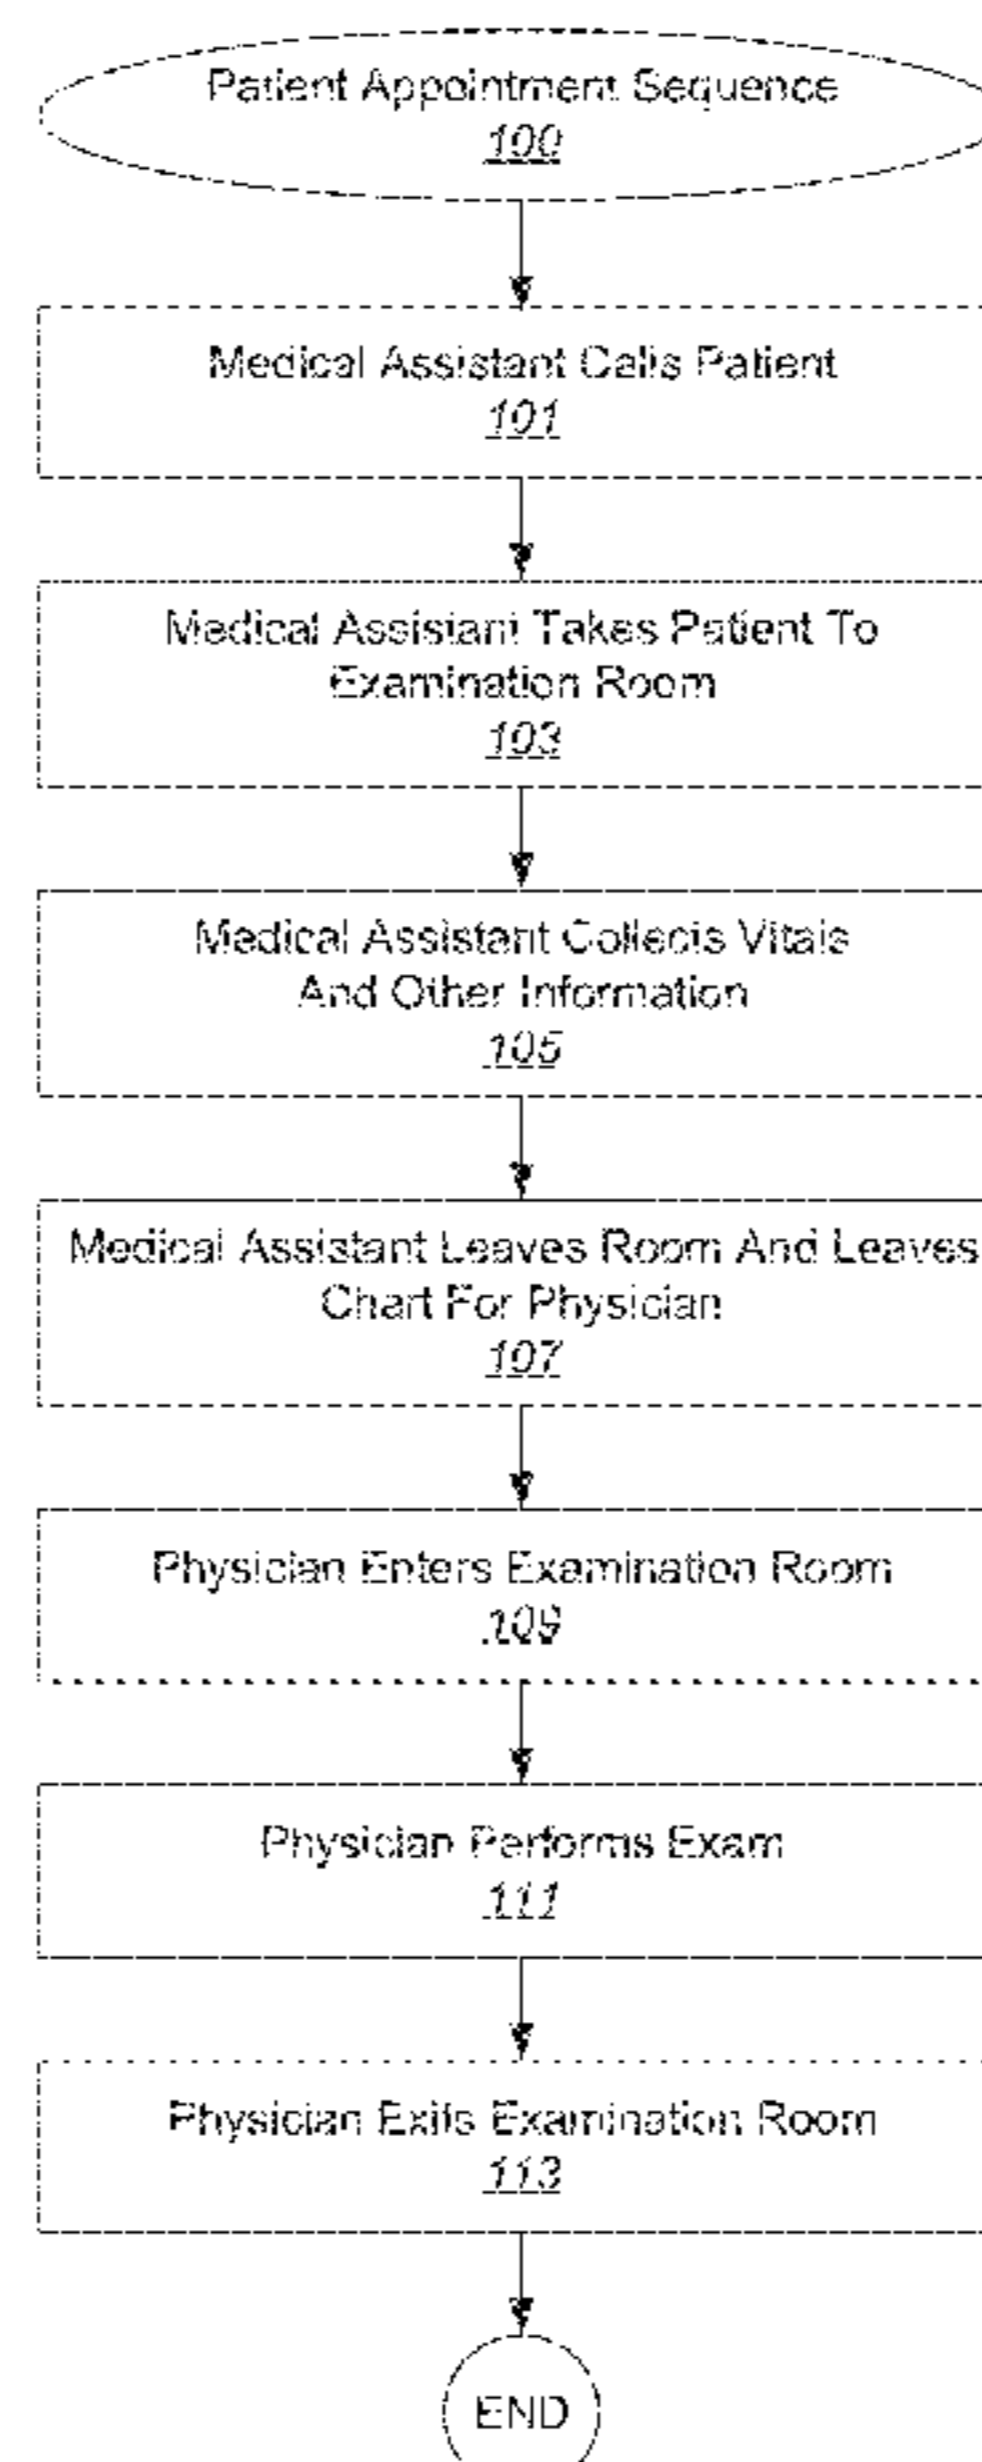 Patient Appointment Sequence
100
Medical Assistant Calls Patient
101
Medical Assistant Takes Patient To
Examination Room
103
Medical Assistant Collects Vitals
And Other Information
105
Medical Assistant Leaves Room And Leaves
Chart For Physician
107
Physician Enters Examination Room
109
Physician Performs Exam
111
Physician Exits Examination Room
113
END